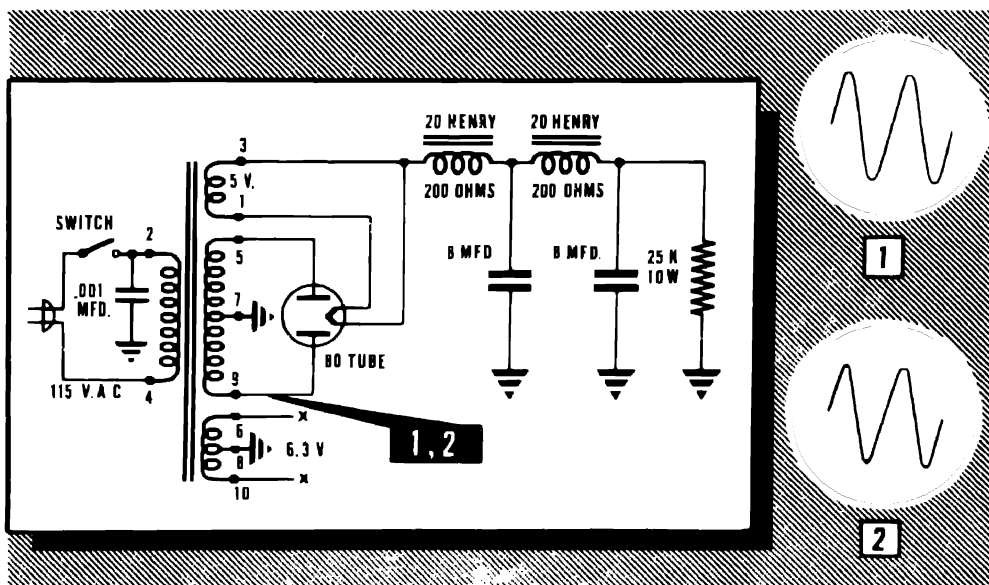 20 HENRY
20 HENRY
200 OHMS
200 OHMS
3
5 V.
1
SWITCH
2
.001
MFD.
115 V.A C
4
5
7
9
80 TUBE
6
8
10
6.3 V
x
x
1,2
8 MFD
8 MFD.
25 K
10W
1
2